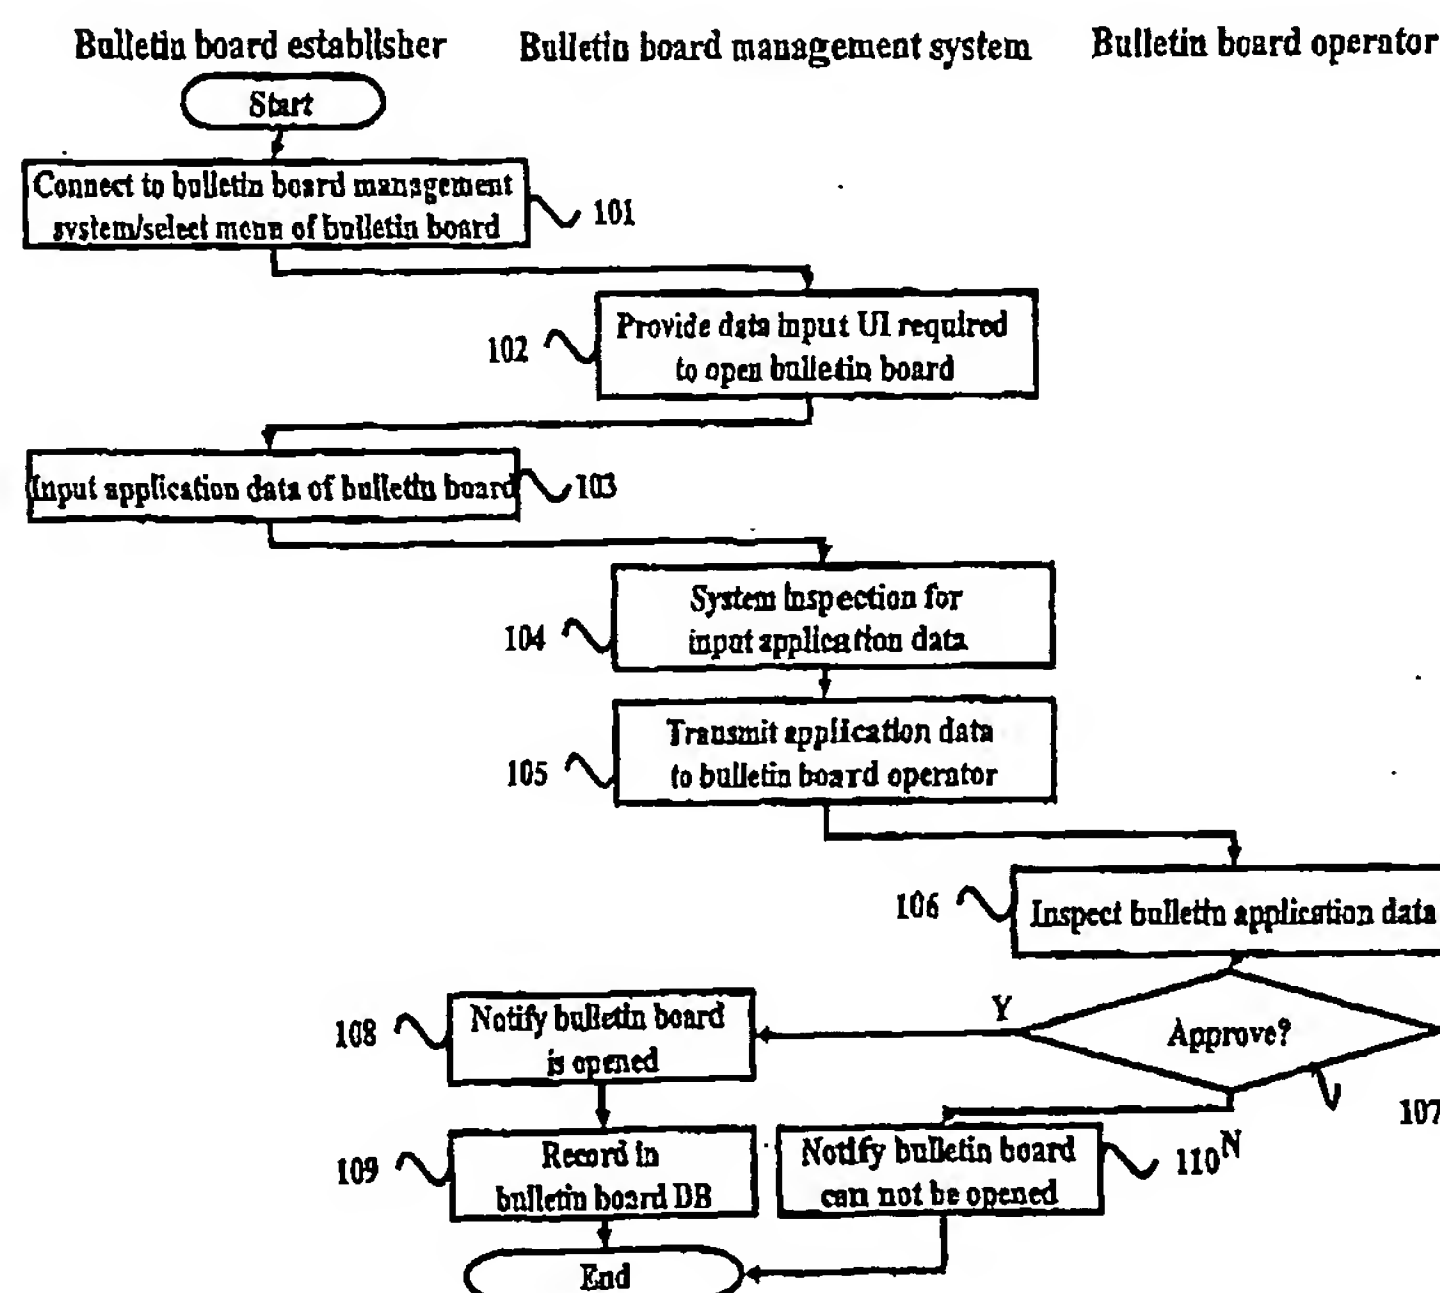 Bulletin board establisher
Bulletin board management system
Bulletin board operator
Start
Connect to bulletin board management
system/select menu of bulletin board
101
102
Provide data input UI required
to open bulletin board
Input application data of bulletin board
103
System inspection for
input application data
104
Transmit application data
to bulletin board operator
105
106
Inspect bulletin application data
Y
Approve?
107
108
Notify bulletin board
is opened
N
109
Record in
bulletin board DB
Notify bulletin board
can not be opened
110
End